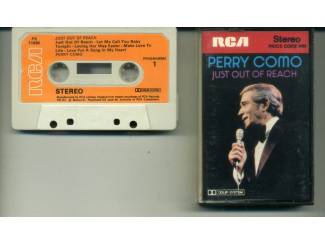 PK
11696
JUST OUT OF REACH
Just Out Of Reach - Let Me Call You Baby
Tonight - Loving Her Was Easier - Make Love To
Life - Love Put A Song In My Heart
PERRY COMO
PROGRAMME
1
RCA
STEREO
RCA
Stereo
PERRY COMO
JUST OUT OF REACH
DOLBY SYSTEM